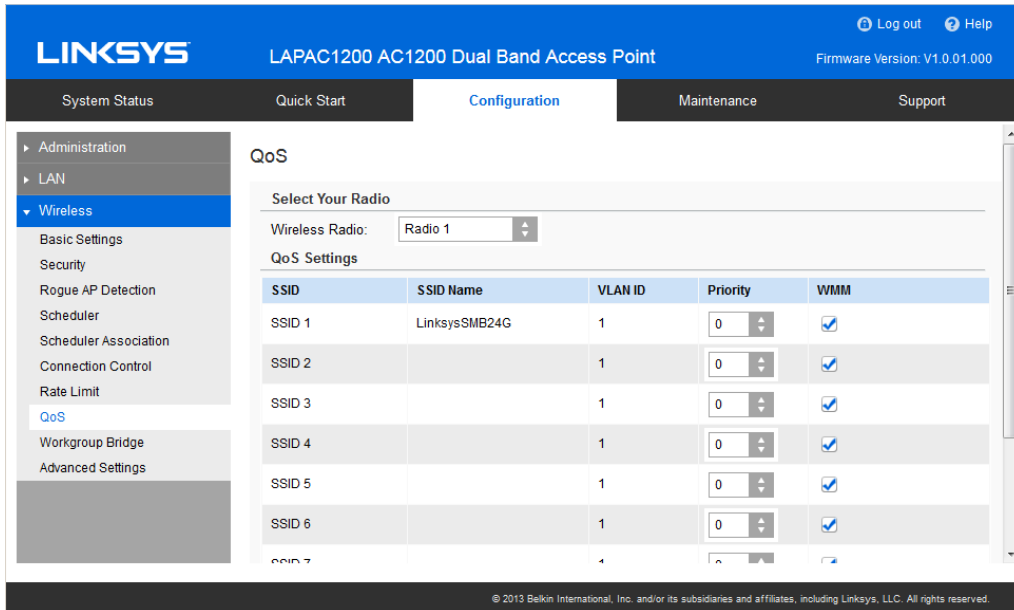 Log out Help
LINKSYS LAPAC1200 AC1200 Dual Band Access Point Firmware Version: V1.0.01.000
System Status Quick Start Configuration Maintenance Support
Administration
LAN
Wireless
Basic Settings
Security
Rogue AP Detection
Scheduler
Scheduler Association
Connection Control
Rate Limit
QoS
Workgroup Bridge
Advanced Settings
QoS
Select Your Radio
Wireless Radio: Radio 1
QoS Settings
SSID SSID Name VLAN ID Priority WMM
SSID 1 LinksysSMB24G 1 0
SSID 2 1 0
SSID 3 1 0
SSID 4 1 0
SSID 5 1 0
SSID 6 1 0
SSID 7 1 0
© 2013 Belkin International, Inc. and/or its subsidiaries and affiliates, including Linksys, LLC. All rights reserved.